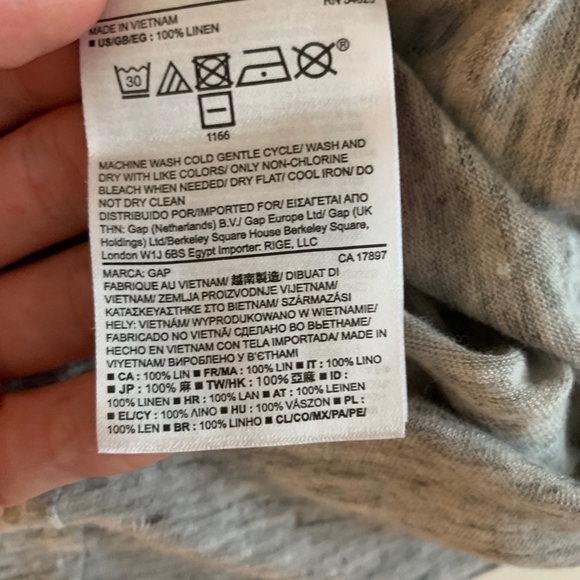 RN 54023
MADE IN VIETNAM
■ US/GB/EG : 100% LINEN
30
®
1166
MACHINE WASH COLD GENTLE CYCLE/ WASH AND
DRY WITH LIKE COLORS/ ONLY NON-CHLORINE
BLEACH WHEN NEEDED/ DRY FLAT/ COOL IRON/ DO
NOT DRY CLEAN
DISTRIBUIDO POR/IMPORTED FOR/ ΕΙΣΑΓΕΤΑΙ ΑΠΟ
ΤΗΝ: Gap (Netherlands) B.V./ Gap Europe Ltd/ Gap (UK
Holdings) Ltd/Berkeley Square House Berkeley Square,
London W1J 6BS Egypt Importer: RIGE, LLC
CA 17897
MARCA: GAP
FABRIQUE AU VIETNAM/ 越南製造/ DIBUAT DI
VIETNAM/ ZEMLJA PROIZVODNJE VIJETNAM/
ΚΑΤΑΣΚΕΥΑΣΤΗΚΕ ΣΤΟ ΒΙΕΤΝΑΜ/ SZÁRMAZÁSI
HELY: VIETNÁM/ WYPRODUKOWANO W WIETNAMIE/
FABRICADO NO VIETNÃ/ СДЕЛАНО ВО ВЬЕТНАМЕ/
HECHO EN VIETNAM CON TELA IMPORTADA/ MADE IN
VIYETNAM/ ВИРОБЛЕНО У В'ЄТНАМІ
■ CA : 100% LIN ■ FR/MA : 100% LIN ■ IT : 100% LINO
■ JP : 100% 麻 ■ TW/HK : 100% 亞麻 ■ ID :
100% LINEN ■ HR : 100% LAN ■ AT : 100% LEINEN
■ EL/CY : 100% ΛΙΝΟ ■ HU : 100% VÁSZON ■ PL :
100% LEN ■ BR : 100% LINHO ■ CL/CO/MX/PA/PE/